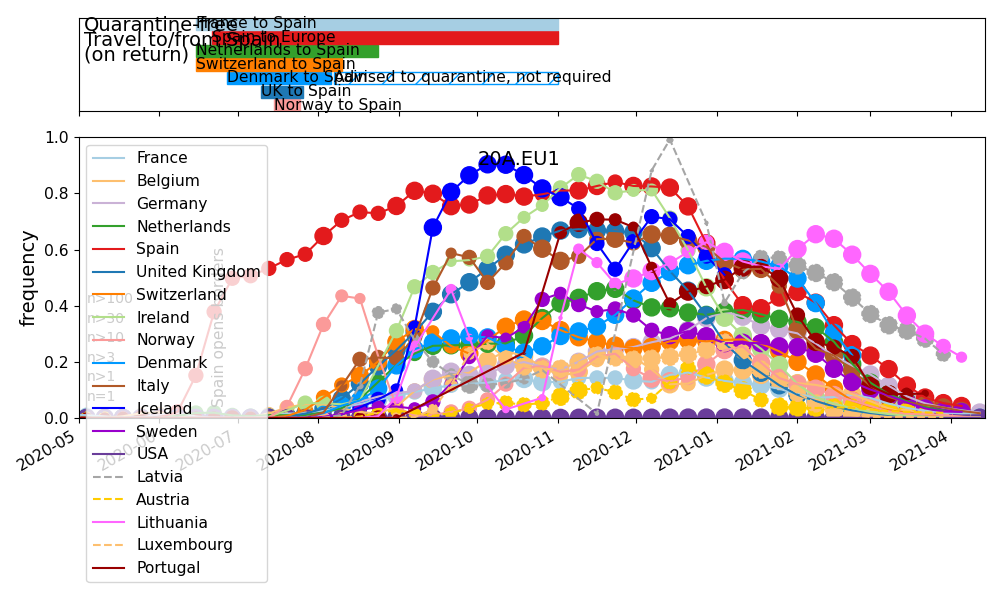 Quarantine-free
Travel to/from Spain
(on return)
France to Spain
Spain to Europe
Netherlands to Spain
Switzerland to Spain
Denmark to Spain
Advised to quarantine, not required
UK to Spain
Norway to Spain
20A.EU1
frequency
1.0
0.8
0.6
0.4
0.2
0.0
France
Belgium
Germany
Netherlands
Spain
United Kingdom
Switzerland
Ireland
Norway
Denmark
Italy
Iceland
Sweden
USA
Latvia
Austria
Lithuania
Luxembourg
Portugal
n>100
n>30
n>10
n>3
n>1
n=1
Spain opens borders
2020-05
2020-06
2020-07
2020-08
2020-09
2020-10
2020-11
2020-12
2021-01
2021-02
2021-03
2021-04